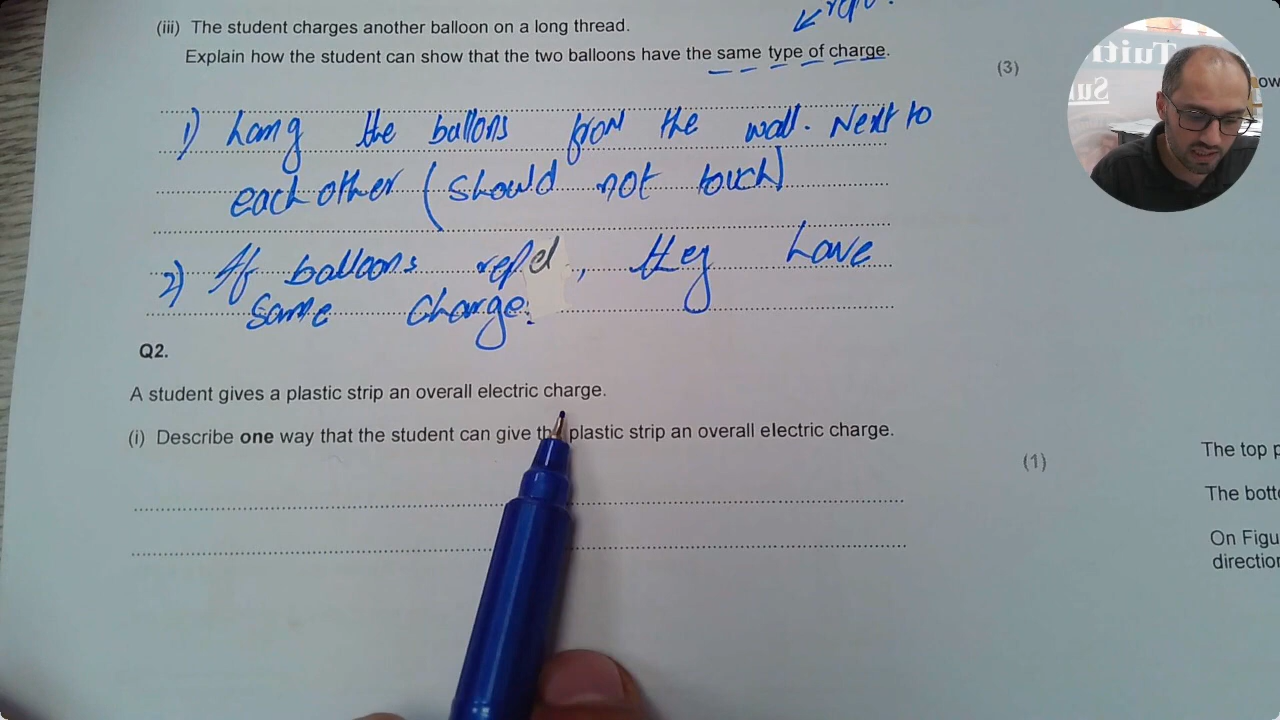 (iii) The student charges another balloon on a long thread.
Explain how the student can show that the two balloons have the same type of charge.
(3)
1) hang the ballons from the wall. Next to
each other (should not touch)
2) If balloons repel, they have
same charge.
Q2.
A student gives a plastic strip an overall electric charge.
(i) Describe one way that the student can give the plastic strip an overall electric charge.
(1)
The top p
The botto
On Figu
direction